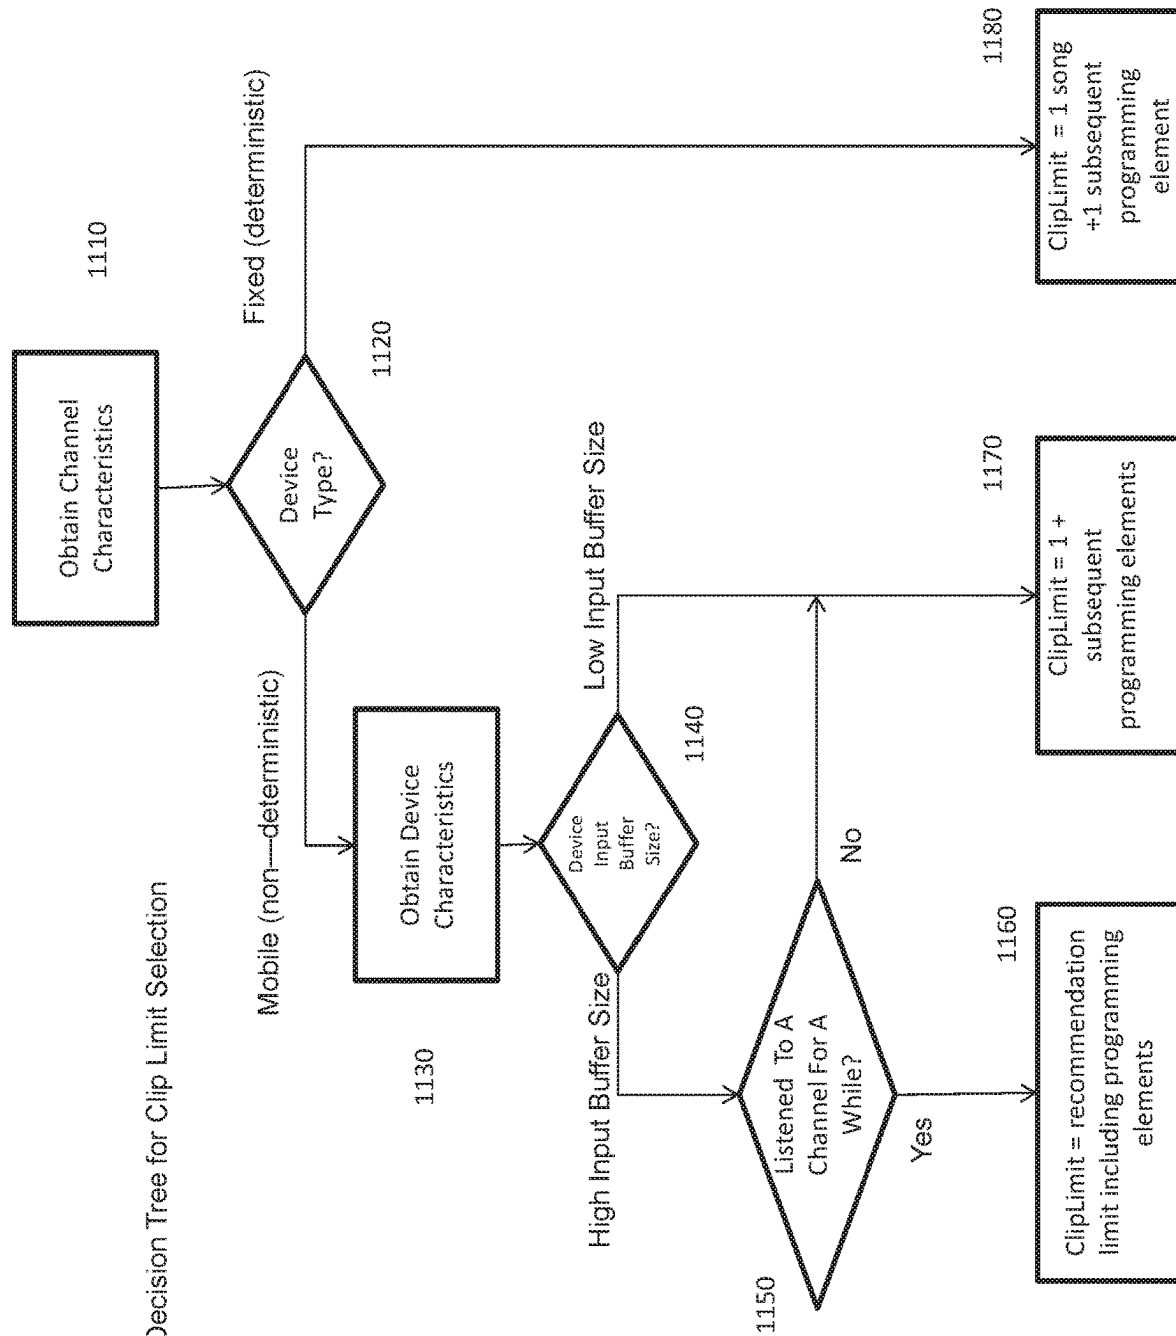 Decision Tree for Clip Limit Selection
1110
Obtain Channel
Characteristics
Device
Type?
1120
Fixed (deterministic)
Mobile (non—deterministic)
1130
Obtain Device
Characteristics
Device
Input
Buffer
Size?
1140
High Input Buffer Size
Low Input Buffer Size
1150
Listened To A
Channel For A
While?
Yes
No
1160
ClipLimit = recommendation
limit including programming
elements
1170
ClipLimit = 1 +
subsequent
programming elements
1180
ClipLimit = 1 song
+1 subsequent
programming
element